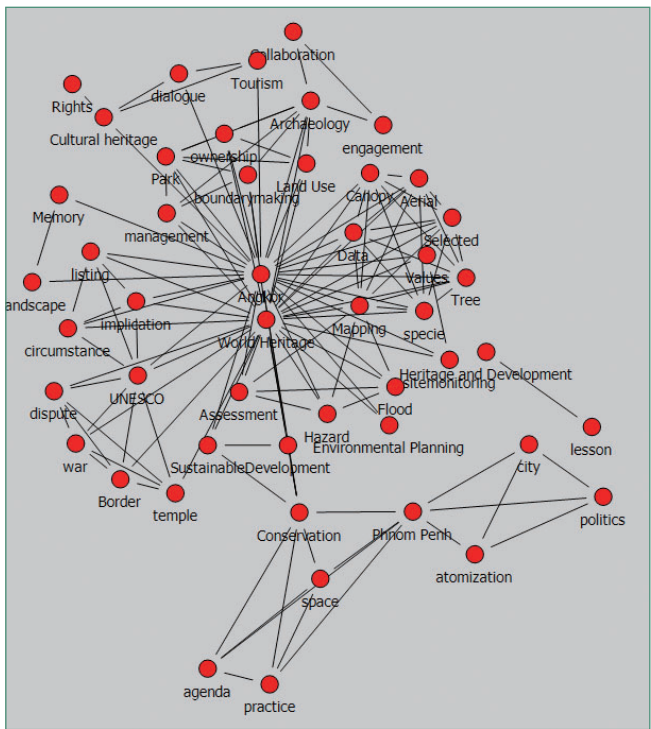 Collaboration
Tourism
dialogue
Rights
Archaeology
Cultural heritage
engagement
ownership
Park
Land Use
boundarymaking
Canopy
Aerial
Memory
management
Selected
Data
listing
Values
Tree
Angkor
andscape
implication
Mapping
specie
circumstance
World Heritage
Heritage and Development
sitemonitoring
UNESCO
dispute
Assessment
Flood
Hazard
Environmental Planning
lesson
war
SustainableDevelopment
city
Border
temple
Conservation
Phnom Penh
politics
atomization
space
agenda
practice